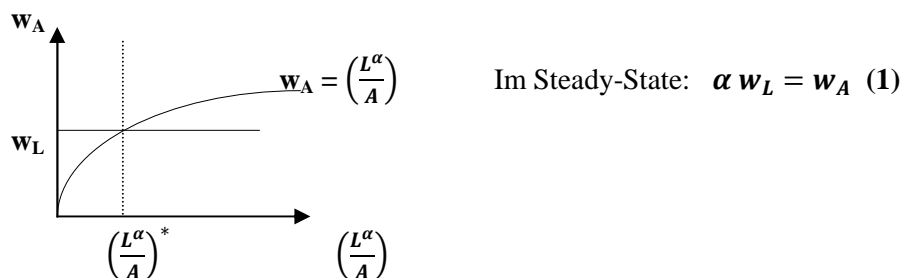 w_A
w_A = (L^α/A)
Im Steady-State: α w_L = w_A (1)
w_L
(L^α/A)^*
(L^α/A)